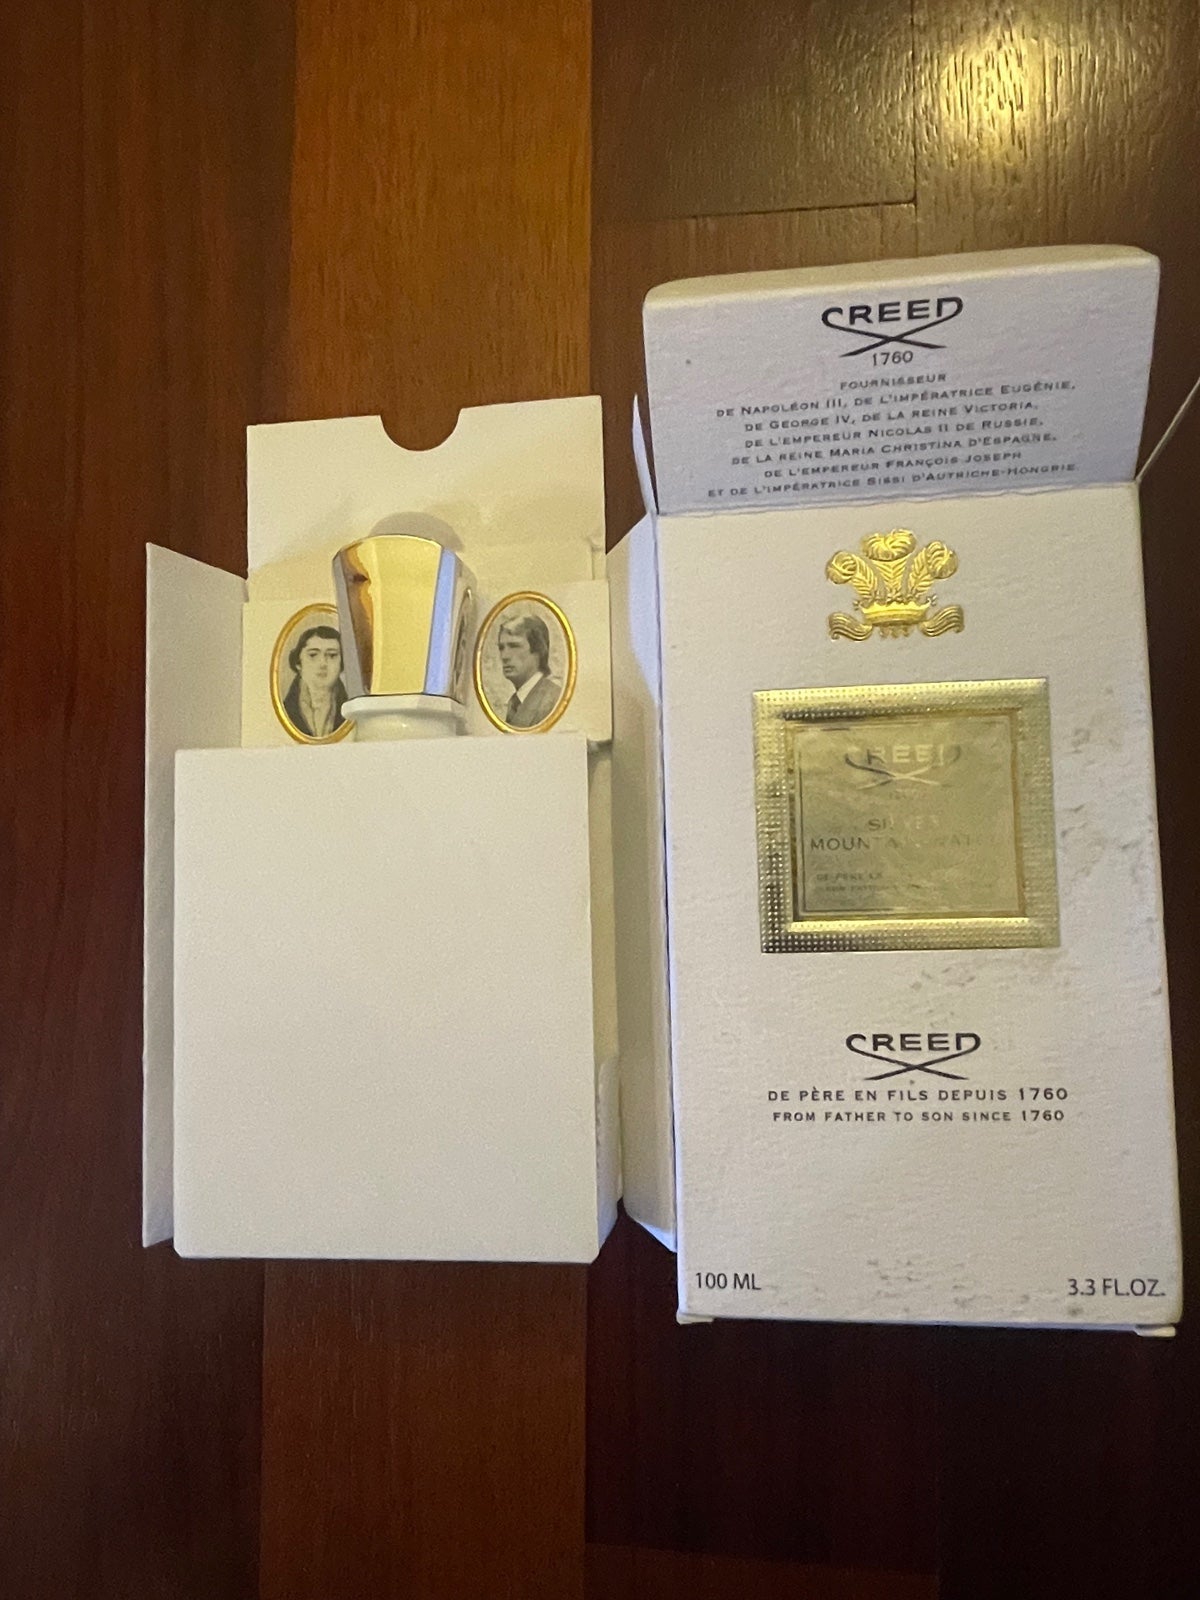 CREED
1760
FOURNISSEUR
DE NAPOLÉON III, DE L'IMPÉRATRICE EUGÉNIE,
DE GEORGE IV, DE LA REINE VICTORIA,
DE L'EMPEREUR NICOLAS II DE RUSSIE,
DE LA REINE MARIA CHRISTINA D'ESPAGNE,
DE L'EMPEREUR FRANÇOIS JOSEPH
ET DE L'IMPÉRATRICE SISSI D'AUTRICHE-HONGRIE
CREED
SILVER
MOUNTAIN WATER
CREED
DE PÈRE EN FILS DEPUIS 1760
FROM FATHER TO SON SINCE 1760
100 ML
3.3 FL.OZ.